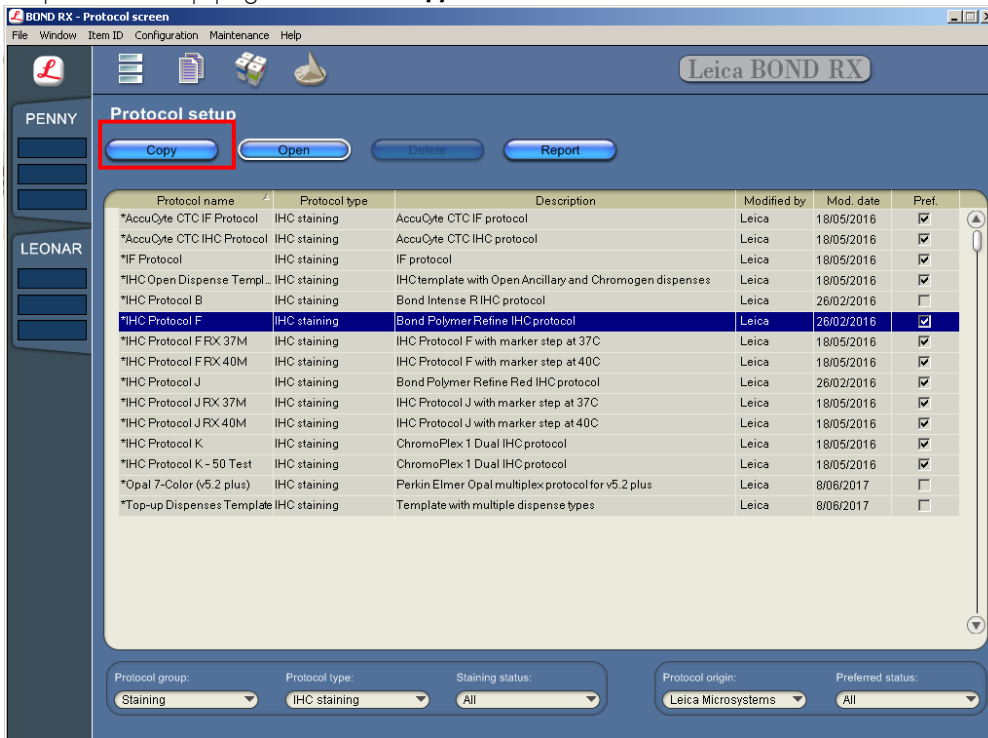 BOND RX - Protocol screen
File Window Item ID Configuration Maintenance Help
Leica BOND RX
PENNY
LEONAR
Protocol setup
Copy Open Delete Report
Protocol name Protocol type Description Modified by Mod. date Pref.
*AccuCyte CTC IF Protocol IHC staining AccuCyte CTC IF protocol Leica 18/05/2016
*AccuCyte CTC IHC Protocol IHC staining AccuCyte CTC IHC protocol Leica 18/05/2016
*IF Protocol IHC staining IF protocol Leica 18/05/2016
*IHC Open Dispense Templ... IHC staining IHC template with Open Ancillary and Chromogen dispenses Leica 18/05/2016
*IHC Protocol B IHC staining Bond Intense R IHC protocol Leica 26/02/2016
*IHC Protocol F IHC staining Bond Polymer Refine IHC protocol Leica 26/02/2016
*IHC Protocol F RX 37M IHC staining IHC Protocol F with marker step at 37C Leica 18/05/2016
*IHC Protocol F RX 40M IHC staining IHC Protocol F with marker step at 40C Leica 18/05/2016
*IHC Protocol J IHC staining Bond Polymer Refine Red IHC protocol Leica 26/02/2016
*IHC Protocol J RX 37M IHC staining IHC Protocol J with marker step at 37C Leica 18/05/2016
*IHC Protocol J RX 40M IHC staining IHC Protocol J with marker step at 40C Leica 18/05/2016
*IHC Protocol K IHC staining ChromoPlex 1 Dual IHC protocol Leica 18/05/2016
*IHC Protocol K - 50 Test IHC staining ChromoPlex 1 Dual IHC protocol Leica 18/05/2016
*Opal 7-Color (v5.2 plus) IHC staining Perkin Elmer Opal multiplex protocol for v5.2 plus Leica 8/06/2017
*Top-up Dispenses Template IHC staining Template with multiple dispense types Leica 8/06/2017
Protocol group: Protocol type: Staining status: Protocol origin: Preferred status:
Staining IHC staining All Leica Microsystems All